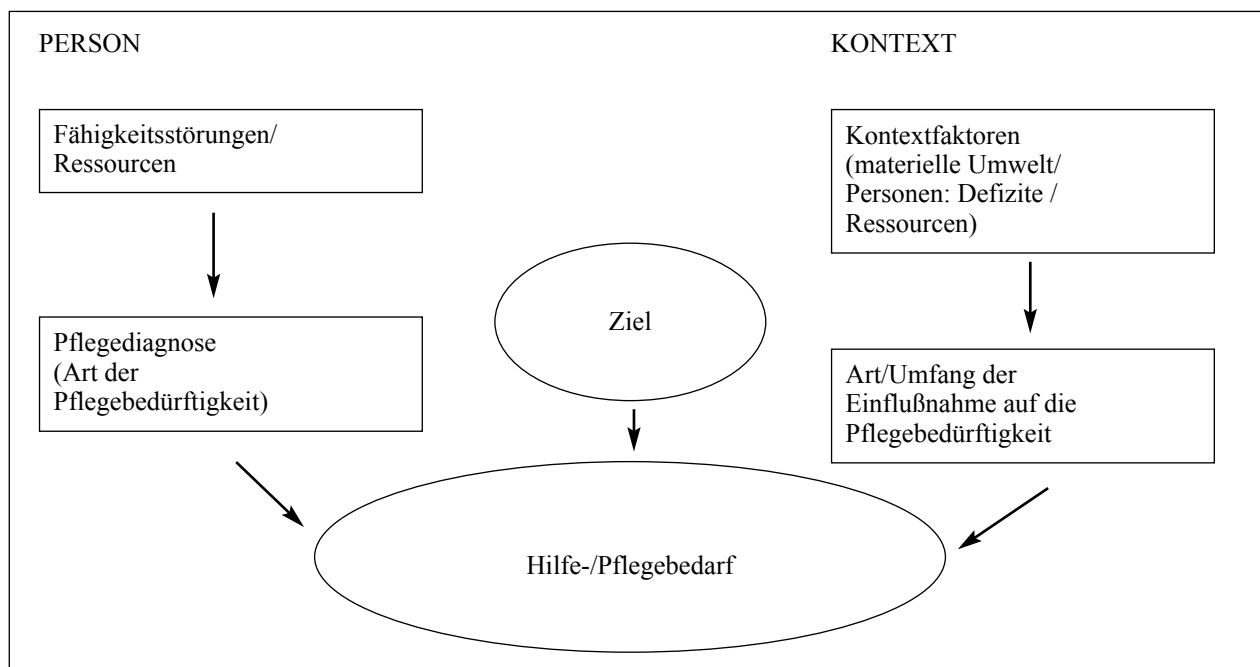 PERSON
KONTEXT
Fähigkeitsstörungen/
Ressourcen
Kontextfaktoren
(materielle Umwelt/
Personen: Defizite /
Ressourcen)
Ziel
Pflegediagnose
(Art der
Pflegebedürftigkeit)
Art/Umfang der
Einflußnahme auf die
Pflegebedürftigkeit
Hilfe-/Pflegebedarf